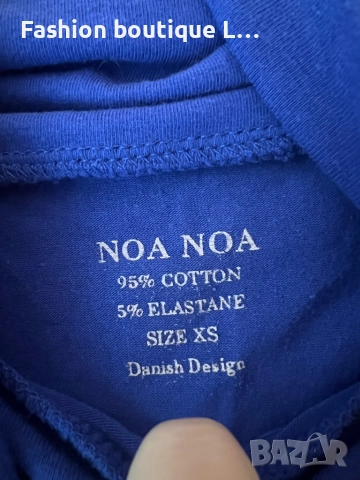 Fashion boutique L...
NOA NOA
95% COTTON
5% ELASTANE
SIZE XS
Danish Design
BAZAR